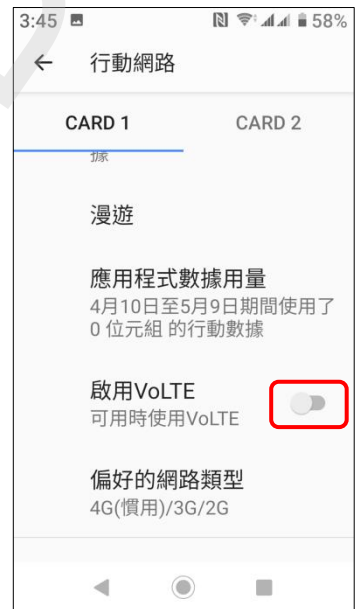 3:45 58%
行動網路
CARD 1 CARD 2
據
漫遊
應用程式數據用量
4月10日至5月9日期間使用了
0 位元組 的行動數據
啟用VoLTE
可用時使用VoLTE
偏好的網路類型
4G(慣用)/3G/2G